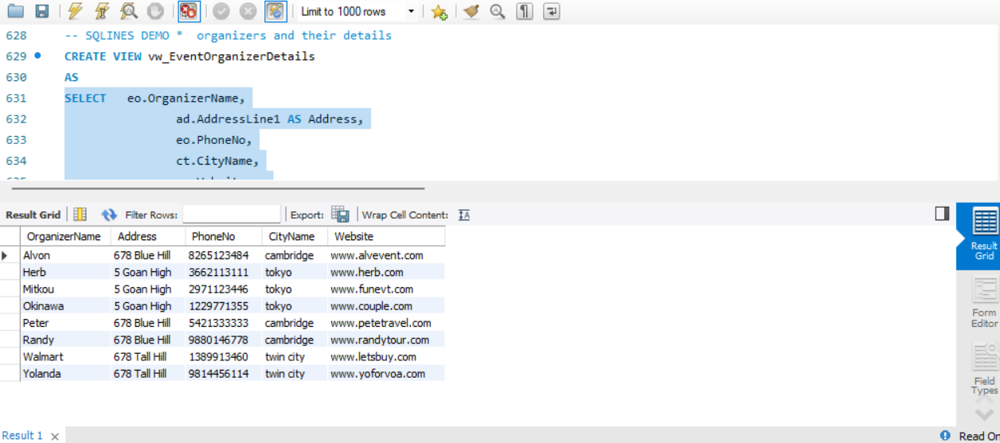 Limit to 1000 rows
628 -- SQLINES DEMO * organizers and their details
629 CREATE VIEW vw_EventOrganizerDetails
630 AS
631 SELECT eo.OrganizerName,
632 ad.AddressLine1 AS Address,
633 eo.PhoneNo,
634 ct.CityName,
Result Grid Filter Rows: Export: Wrap Cell Content:
OrganizerName Address PhoneNo CityName Website
Alvon 678 Blue Hill 8265123484 cambridge www.alvevent.com
Herb 5 Goan High 3662113111 tokyo www.herb.com
Mitkou 5 Goan High 2971123446 tokyo www.funevt.com
Okinawa 5 Goan High 1229771355 tokyo www.couple.com
Peter 678 Blue Hill 5421333333 cambridge www.petetravel.com
Randy 678 Blue Hill 9880146778 cambridge www.randytour.com
Walmart 678 Tall Hill 1389913460 twin city www.letsbuy.com
Yolanda 678 Tall Hill 9814456114 twin city www.yoforvoa.com
Result
Grid
Form
Editor
Field
Types
Result 1
Read On